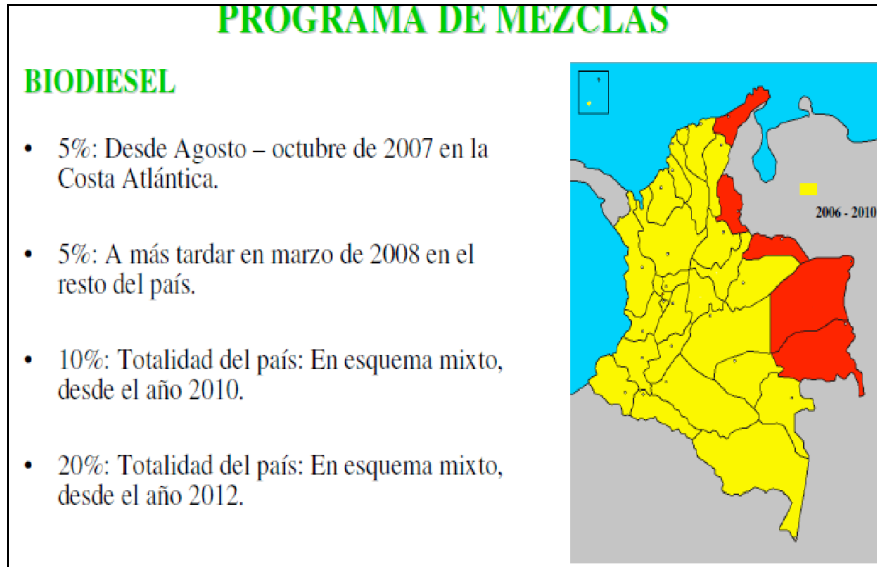 PROGRAMA DE MEZCLAS
BIODIESEL
• 5%: Desde Agosto – octubre de 2007 en la
Costa Atlántica.
• 5%: A más tardar en marzo de 2008 en el
resto del país.
• 10%: Totalidad del país: En esquema mixto,
desde el año 2010.
• 20%: Totalidad del país: En esquema mixto,
desde el año 2012.
2006 - 2010